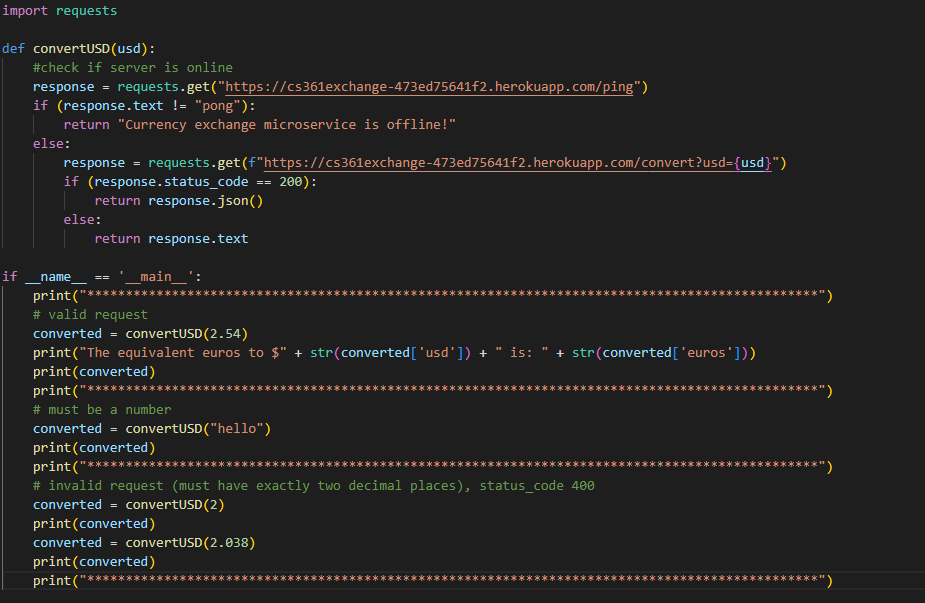 import requests

def convertUSD(usd):
    #check if server is online
    response = requests.get("https://cs361exchange-473ed75641f2.herokuapp.com/ping")
    if (response.text != "pong"):
        return "Currency exchange microservice is offline!"
    else:
        response = requests.get(f"https://cs361exchange-473ed75641f2.herokuapp.com/convert?usd={usd}")
        if (response.status_code == 200):
            return response.json()
        else:
            return response.text

if __name__ == '__main__':
    print("***********************************************************************************************")
    # valid request
    converted = convertUSD(2.54)
    print("The equivalent euros to $" + str(converted['usd']) + " is: " + str(converted['euros']))
    print(converted)
    print("***********************************************************************************************")
    # must be a number
    converted = convertUSD("hello")
    print(converted)
    print("***********************************************************************************************")
    # invalid request (must have exactly two decimal places), status_code 400
    converted = convertUSD(2)
    print(converted)
    converted = convertUSD(2.038)
    print(converted)
    print("***********************************************************************************************")